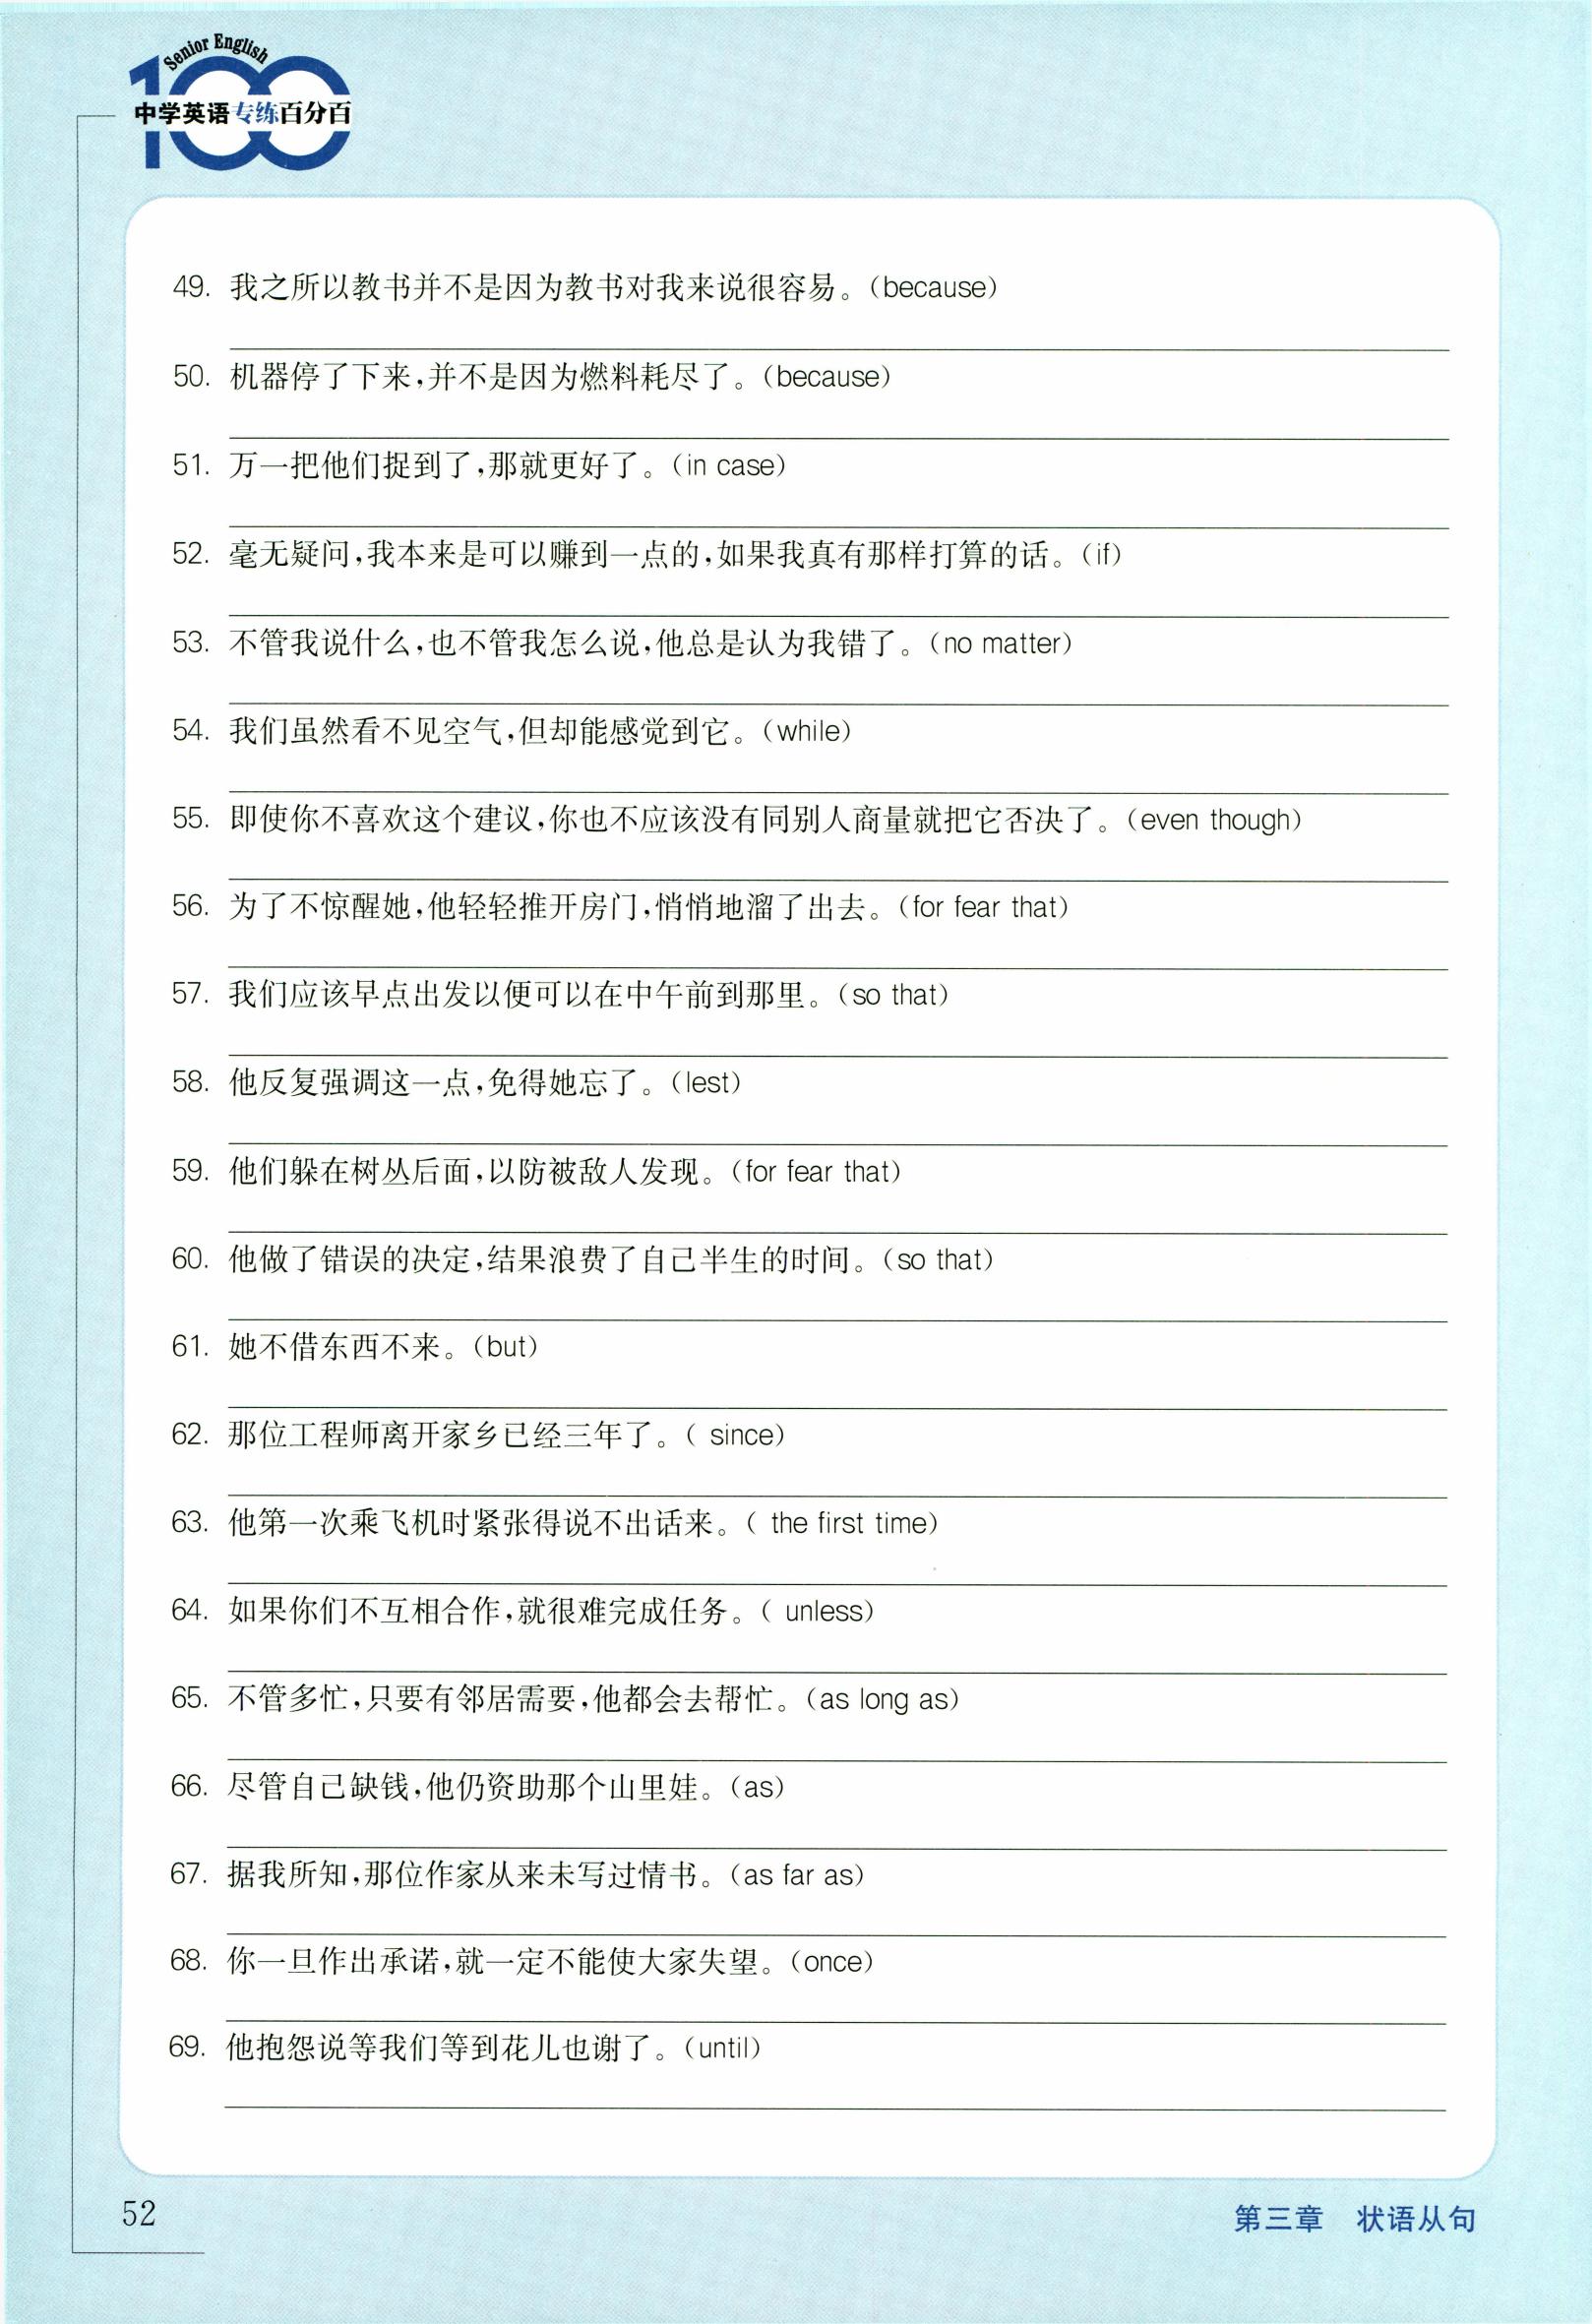 Senior English
100
中学英语专练百分百
49. 我之所以教书并不是因为教书对我来说很容易。(because)
50. 机器停了下来,并不是因为燃料耗尽了。(because)
51. 万一把他们捉到了,那就更好了。(in case)
52. 毫无疑问,我本来是可以赚到一点的,如果我真有那样打算的话。(if)
53. 不管我说什么,也不管我怎么说,他总是认为我错了。(no matter)
54. 我们虽然看不见空气,但却能感觉到它。(while)
55. 即使你不喜欢这个建议,你也不应该没有同别人商量就把它否决了。(even though)
56. 为了不惊醒她,他轻轻推开房门,悄悄地溜了出去。(for fear that)
57. 我们应该早点出发以便可以在中午前到那里。(so that)
58. 他反复强调这一点,免得她忘了。(lest)
59. 他们躲在树丛后面,以防被敌人发现。(for fear that)
60. 他做了错误的决定,结果浪费了自己半生的时间。(so that)
61. 她不借东西不来。(but)
62. 那位工程师离开家乡已经三年了。( since)
63. 他第一次乘飞机时紧张得说不出话来。( the first time)
64. 如果你们不互相合作,就很难完成任务。( unless)
65. 不管多忙,只要有邻居需要,他都会去帮忙。(as long as)
66. 尽管自己缺钱,他仍资助那个山里娃。(as)
67. 据我所知,那位作家从来未写过情书。(as far as)
68. 你一旦作出承诺,就一定不能使大家失望。(once)
69. 他抱怨说等我们等到花儿也谢了。(until)
52
第三章 状语从句